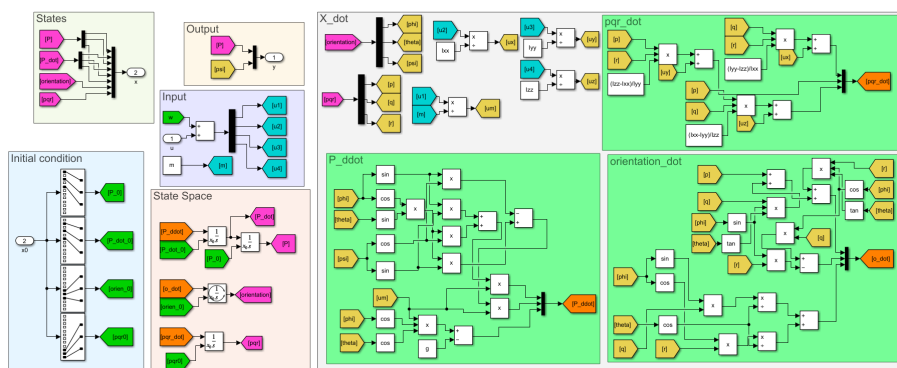 States
[P]
[P_dot]
[orientation]
[pqr]
2
x
Output
[P]
[psi]
1
y
Input
w
1
u
m
[m]
[u1]
[u2]
[u3]
[u4]
Initial condition
2
x0
[P_0]
[P_dot_0]
[orien_0]
[pqr0]
State Space
[P_ddot]
[P_dot_0]
[P_0]
[P_dot]
[P]
[o_dot]
[orien_0]
[orientation]
[pqr_dot]
[pqr0]
[pqr]
X_dot
[orientation]
[phi]
[theta]
[psi]
[pqr]
[p]
[q]
[r]
[u2]
Ixx
[ux]
[u3]
Iyy
[uy]
[u4]
Izz
[uz]
[u1]
[m]
[um]
pqr_dot
[p]
[r]
(Izz-Ixx)/Iyy
[uy]
[q]
[r]
(Iyy-Izz)/Ixx
[ux]
[p]
[q]
(Ixx-Iyy)/Izz
[uz]
[pqr_dot]
P_ddot
[phi]
[theta]
[psi]
sin
cos
sin
cos
sin
[um]
[phi]
[theta]
cos
cos
g
[P_ddot]
orientation_dot
[p]
[q]
[phi]
[theta]
sin
tan
[r]
[r]
[phi]
[theta]
cos
tan
[q]
[phi]
sin
cos
[theta]
cos
[q]
[r]
[o_dot]